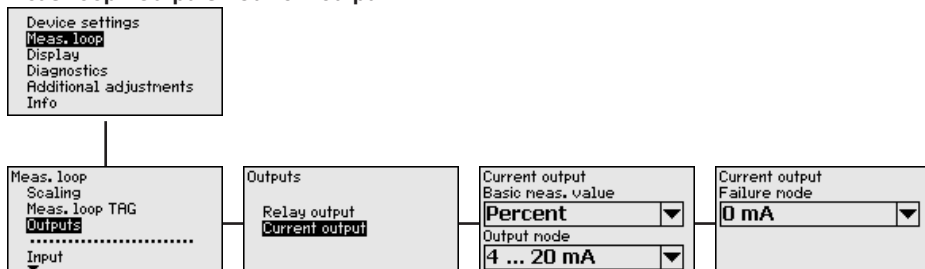 Device settings
Meas. loop
Display
Diagnostics
Additional adjustments
Info
Meas. loop
Scaling
Meas. loop TAG
Outputs
Input
Outputs
Relay output
Current output
Current output
Basic meas. value
Percent
Output mode
4 ... 20 mA
Current output
Failure mode
0 mA